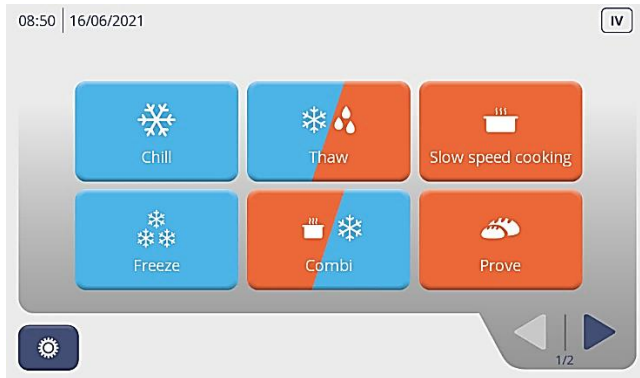 08:50 16/06/2021 IV
Chill Thaw Slow speed cooking
Freeze Combi Prove
1/2